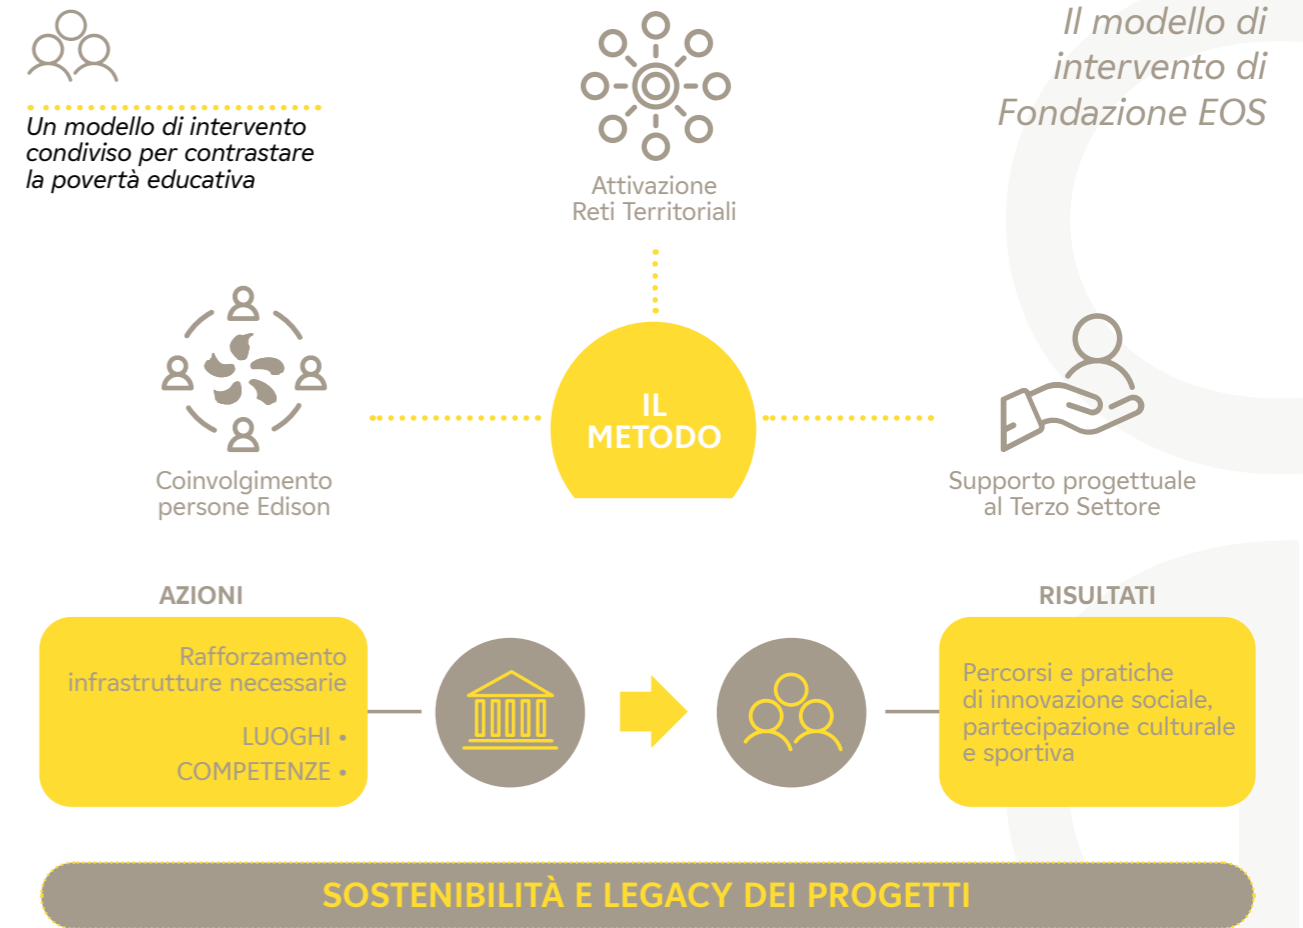 Il modello di
intervento di
Fondazione EOS
Un modello di intervento
condiviso per contrastare
la povertà educativa
Attivazione
Reti Territoriali
IL
METODO
Coinvolgimento
persone Edison
Supporto progettuale
al Terzo Settore
AZIONI
Rafforzamento
infrastrutture necessarie
LUOGHI •
COMPETENZE •
RISULTATI
Percorsi e pratiche
di innovazione sociale,
partecipazione culturale
e sportiva
SOSTENIBILITÀ E LEGACY DEI PROGETTI